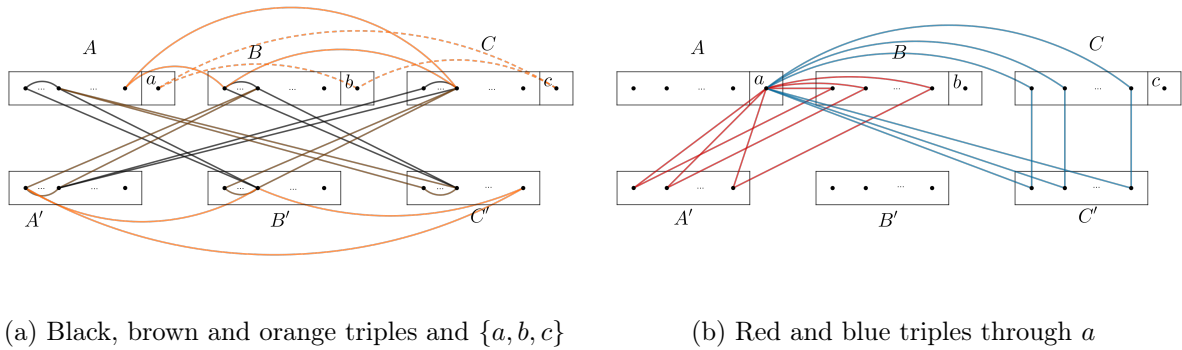 A B C A B C
a b c a b c
... ... ... ... ... ... ... ... ...
... ... ... ... ... ... ... ... ...
A′ B′ C′ A′ B′ C′
(a) Black, brown and orange triples and {a, b, c} (b) Red and blue triples through a